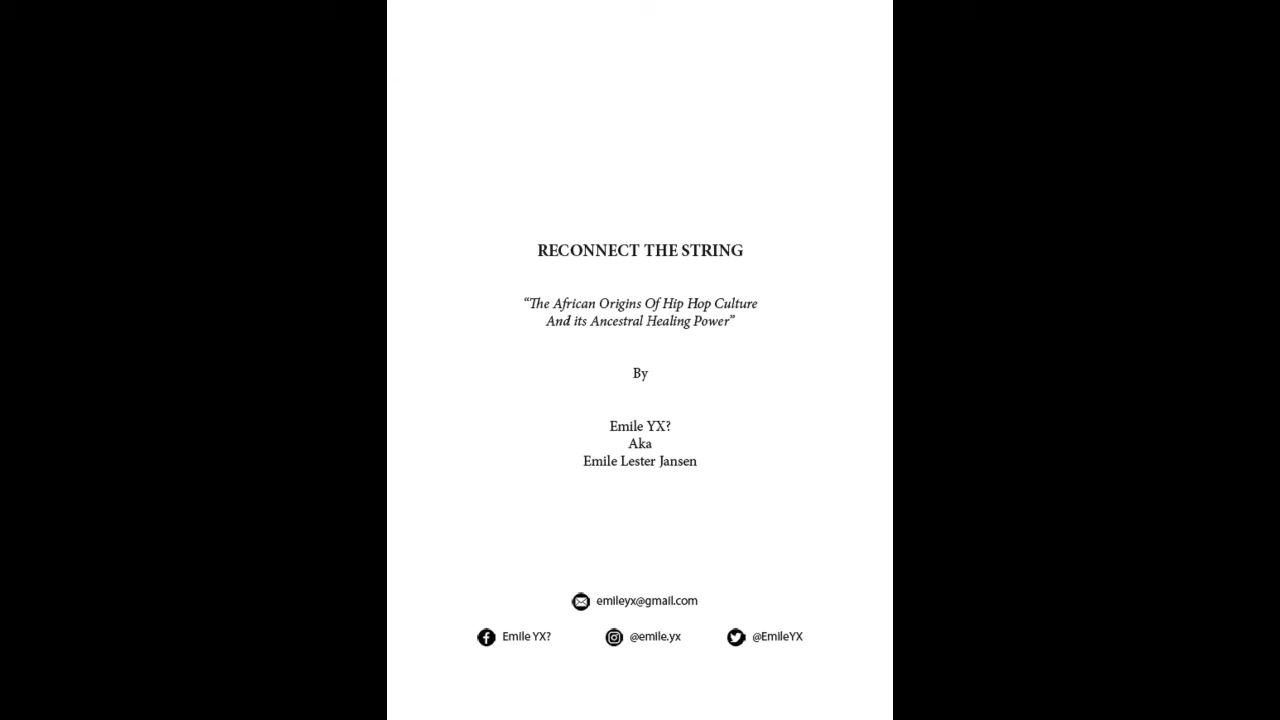 RECONNECT THE STRING
“The African Origins Of Hip Hop Culture
And its Ancestral Healing Power”
By
Emile YX?
Aka
Emile Lester Jansen
emileyx@gmail.com
Emile YX? @emile.yx @EmileYX